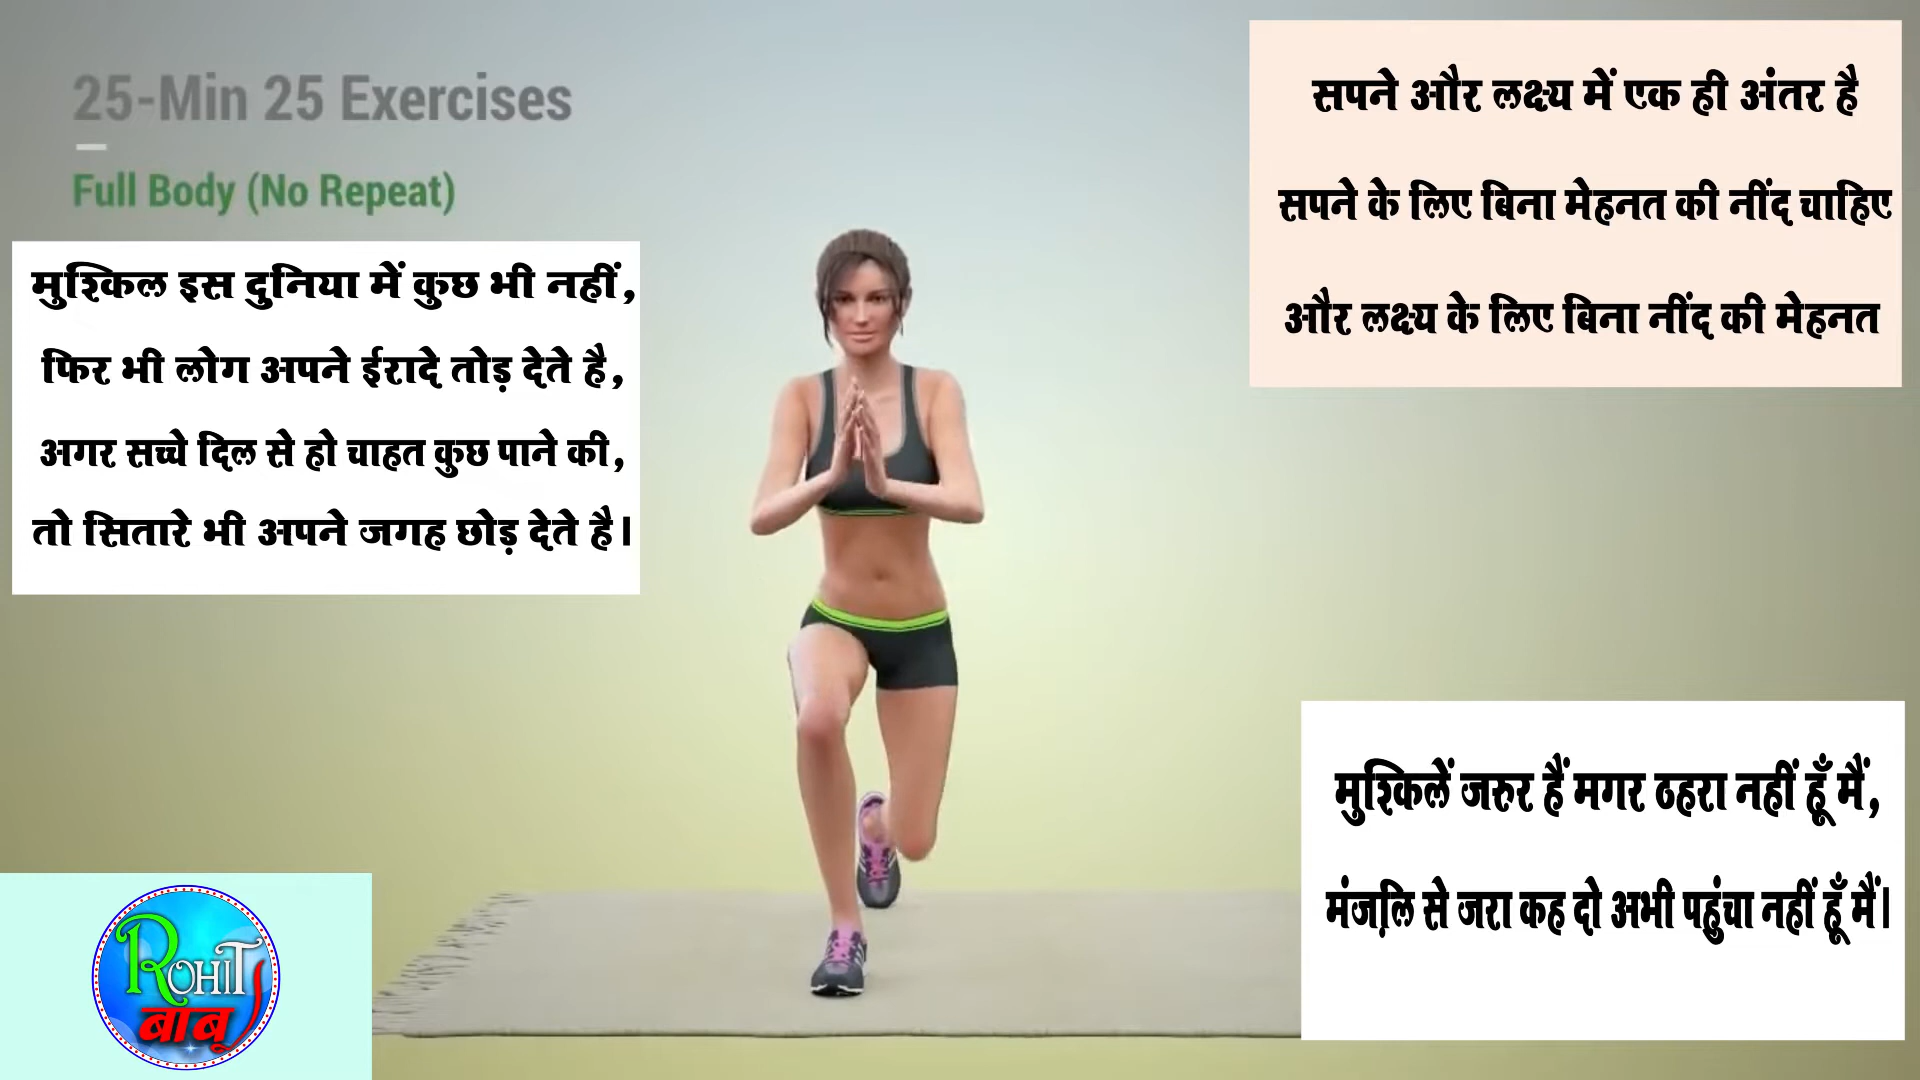 25-Min 25 Exercises
Full Body (No Repeat)
मुश्किल इस दुनिया में कुछ भी नहीं,
फिर भी लोग अपने ईरादे तोड़ देते है,
अगर सच्चे दिल से हो चाहत कुछ पाने की,
तो सितारे भी अपने जगह छोड़ देते है।
सपने और लक्ष्य में एक ही अंतर है
सपने के लिए बिना मेहनत की नींद चाहिए
और लक्ष्य के लिए बिना नींद की मेहनत
मुश्किलें जरुर हैं मगर ठहरा नहीं हूँ मैं,
मंजिल़ से जरा कह दो अभी पहुंचा नहीं हूँ मैं।
ROHIT
बाबू